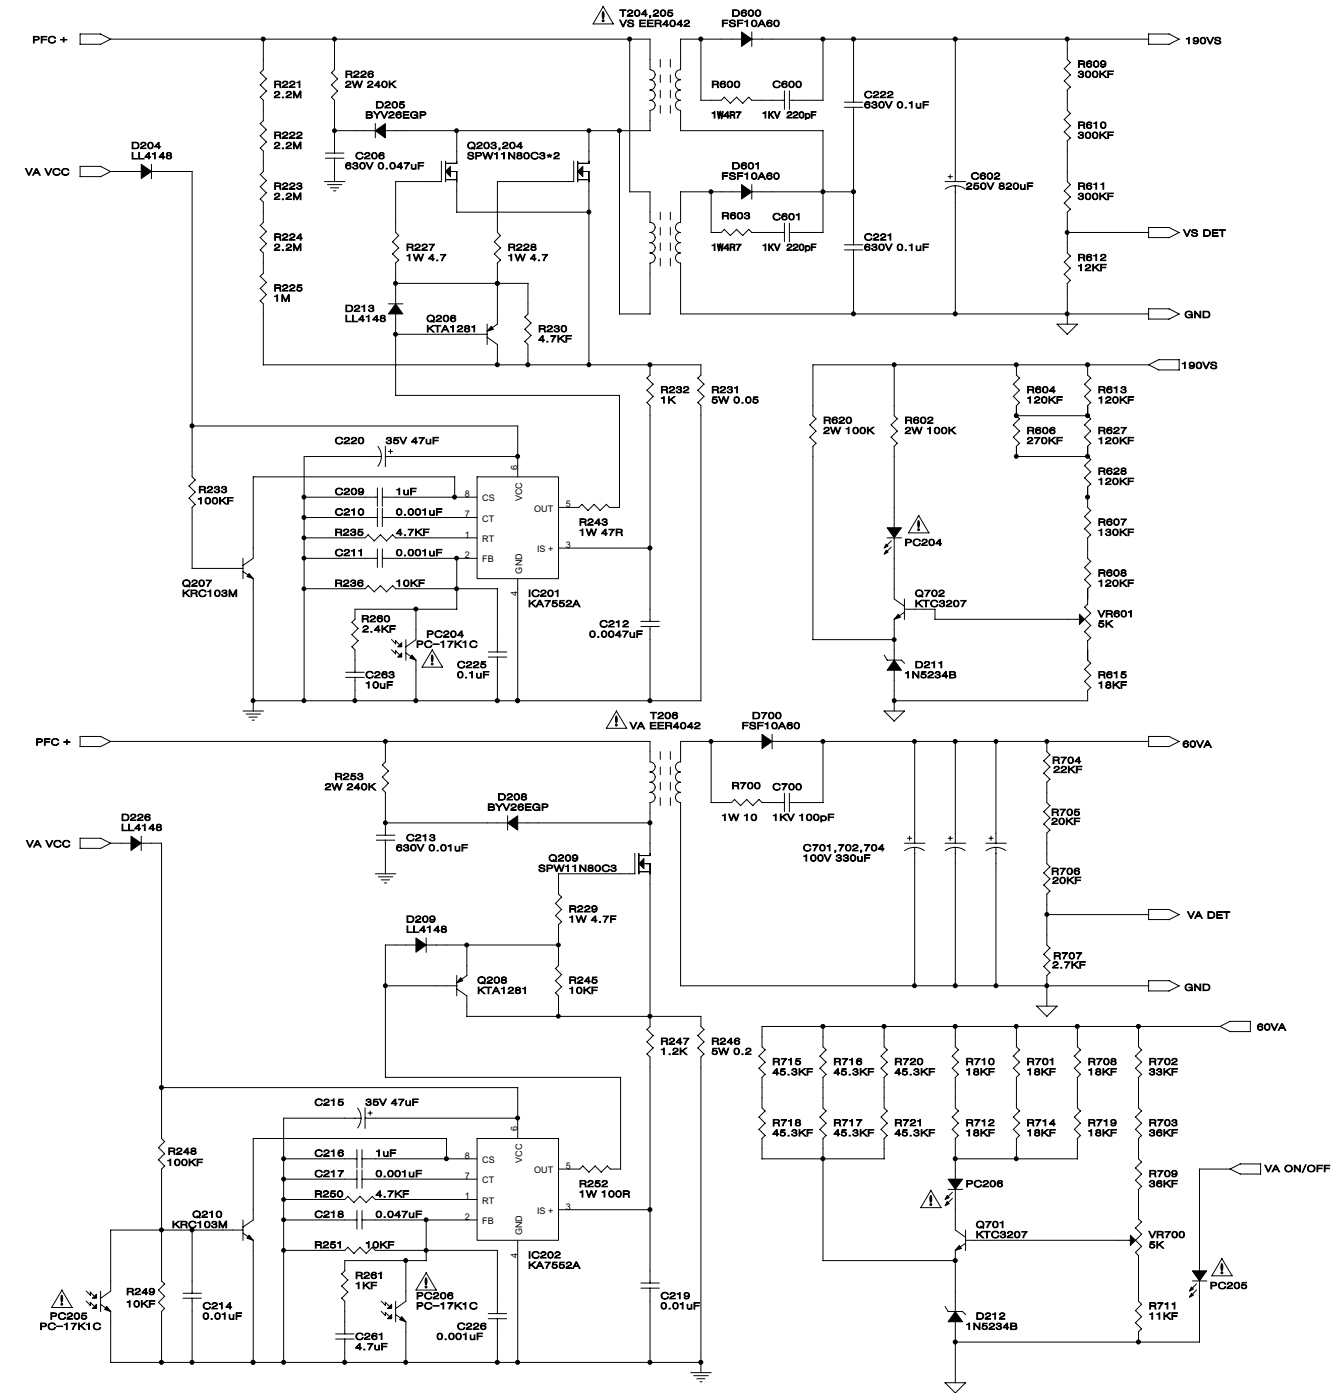 T204,205
VS EER4042
D600
FSF10A60
PFC +
190VS
R221
2.2M
R226
2W 240K
R600
1W4R7
C600
1KV 220pF
C222
630V 0.1uF
R609
300KF
D205
BYV26EGP
R222
2.2M
R610
300KF
D204
LL4148
Q203,204
SPW11N80C3*2
C206
630V 0.047uF
VA VCC
D601
FSF10A60
C602
250V 820uF
+
R223
2.2M
R611
300KF
R603
1W4R7
C601
1KV 220pF
R224
2.2M
R227
1W 4.7
R228
1W 4.7
C221
630V 0.1uF
VS DET
R612
12KF
R225
1M
D213
LL4148
Q206
KTA1281
R230
4.7KF
GND
190VS
R232
1K
R231
5W 0.05
R604
120KF
R613
120KF
R620
2W 100K
R602
2W 100K
R606
270KF
R627
120KF
C220
35V 47uF
+
6
R628
120KF
R233
100KF
C209
1uF
8
CS
VCC
C210
0.001uF
7
CT
OUT
5
R243
1W 47R
R235
4.7KF
1
RT
R607
130KF
PC204
C211
0.001uF
2
FB
GND
IS +
3
Q207
KRC103M
R236
10KF
4
IC201
KA7552A
R608
120KF
Q702
KTC3207
VR601
5K
R260
2.4KF
PC204
PC-17K1C
C212
0.0047uF
C225
0.1uF
C263
10uF
D211
1N5234B
R615
18KF
T206
VA EER4042
D700
FSF10A60
PFC +
60VA
R253
2W 240K
R700
1W 10
C700
1KV 100pF
R704
22KF
D208
BYV26EGP
R705
20KF
D226
LL4148
C213
630V 0.01uF
VA VCC
C701,702,704
100V 330uF
+
+
+
Q209
SPW11N80C3
R706
20KF
R229
1W 4.7F
VA DET
D209
LL4148
R707
2.7KF
Q208
KTA1281
R245
10KF
GND
60VA
R247
1.2K
R246
5W 0.2
R715
45.3KF
R716
45.3KF
R720
45.3KF
R710
18KF
R701
18KF
R708
18KF
R702
33KF
C215
35V 47uF
+
6
R718
45.3KF
R717
45.3KF
R721
45.3KF
R712
18KF
R714
18KF
R719
18KF
R703
36KF
R248
100KF
C216
1uF
8
CS
VCC
C217
0.001uF
7
CT
OUT
5
R252
1W 100R
VA ON/OFF
R709
36KF
R250
4.7KF
1
RT
PC206
C218
0.047uF
2
FB
GND
IS +
3
Q210
KRC103M
R251
10KF
4
IC202
KA7552A
Q701
KTC3207
VR700
5K
R249
10KF
C214
0.01uF
R261
1KF
PC206
PC-17K1C
C219
0.01uF
PC205
PC205
PC-17K1C
C226
0.001uF
C261
4.7uF
D212
1N5234B
R711
11KF